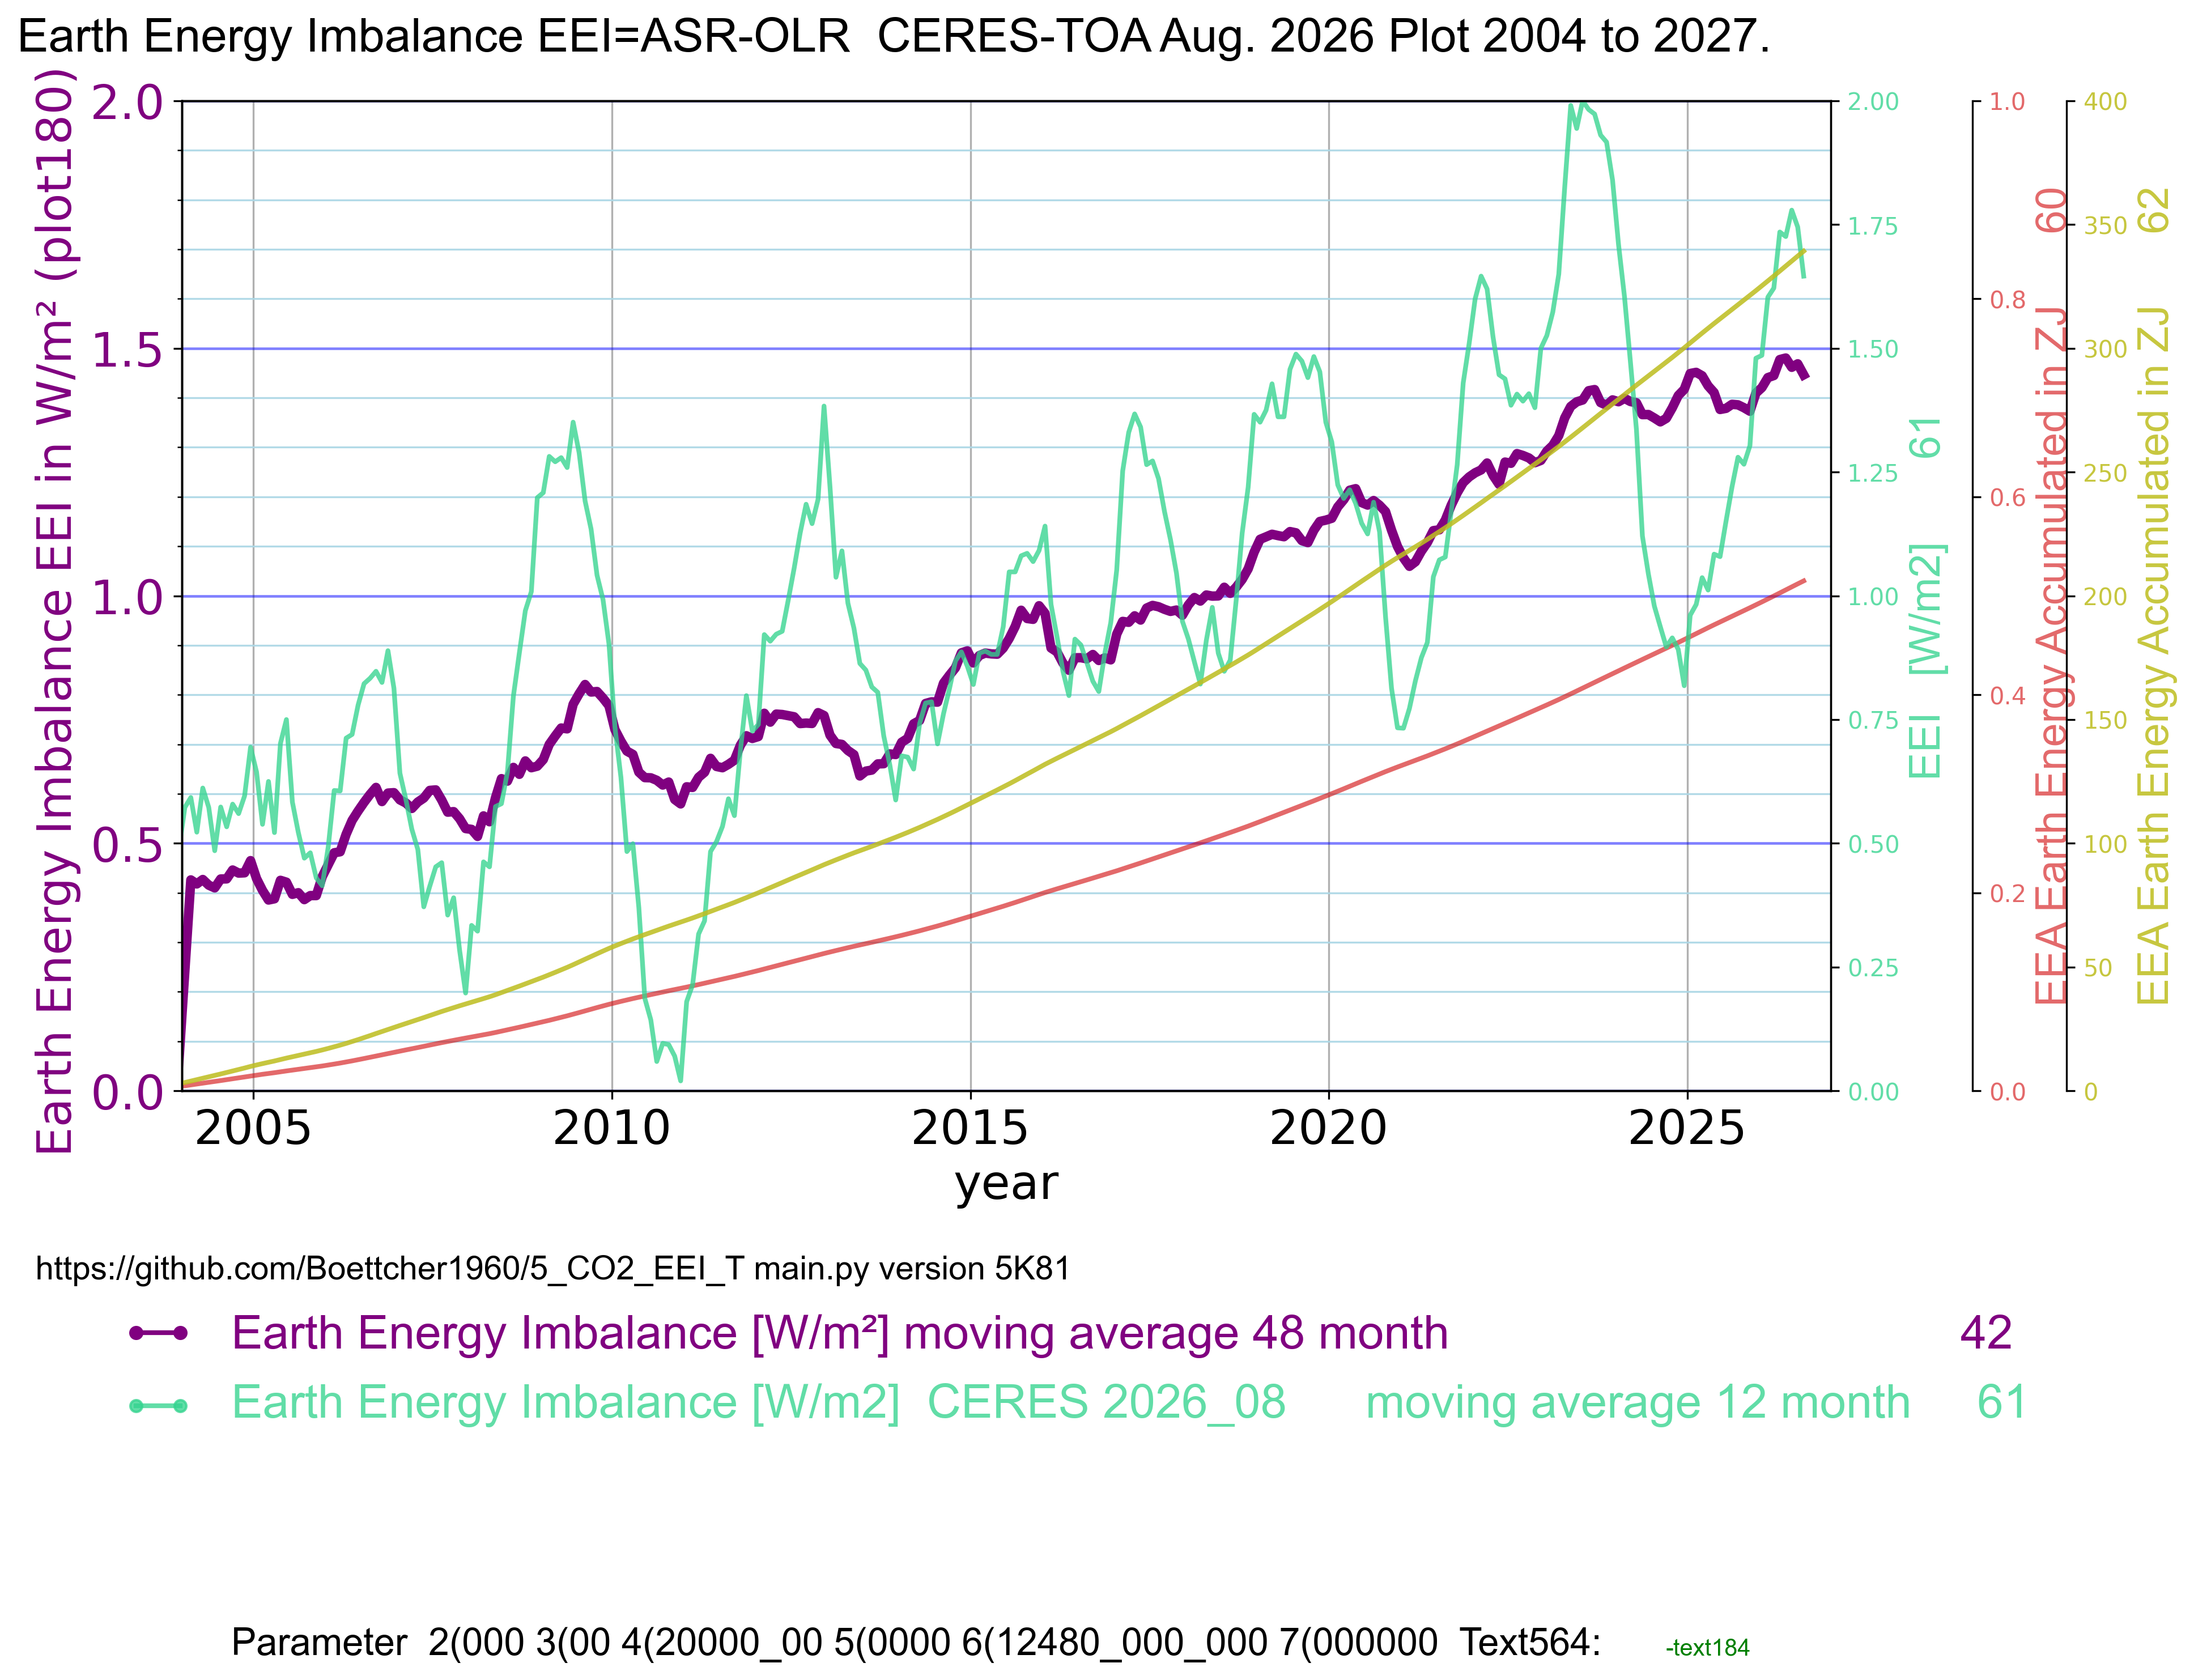 Earth Energy Imbalance EEI=ASR-OLR  CERES-TOA Aug. 2026 Plot 2004 to 2027.
Earth Energy Imbalance EEI in W/m² (plot180)
2.0
1.5
1.0
0.5
0.0
2005 2010 2015 2020 2025
year
2.00
1.75
1.50
1.25
1.00
0.75
0.50
0.25
0.00
EEI  [W/m2]  61
1.0
0.8
0.6
0.4
0.2
0.0
EEA Earth Energy Accumulated in ZJ  60
400
350
300
250
200
150
100
50
0
EEA Earth Energy Accumulated in ZJ  62
https://github.com/Boettcher1960/5_CO2_EEI_T main.py version 5K81
Earth Energy Imbalance [W/m²] moving average 48 month 42
Earth Energy Imbalance [W/m2]  CERES 2026_08 moving average 12 month 61
Parameter  2(000 3(00 4(20000_00 5(0000 6(12480_000_000 7(000000  Text564: -text184